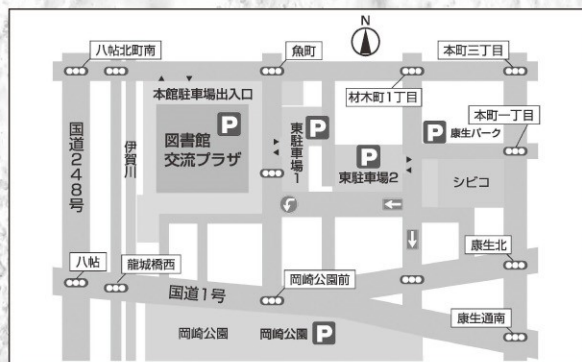 N
八帖北町南
魚町
本町三丁目
本館駐車場出入口
材木町1丁目
P
P
P
康生パーク
本町一丁目
国道248号
伊賀川
図書館
交流プラザ
東駐車場1
P
東駐車場2
シビコ
八帖
龍城橋西
国道1号
岡崎公園前
康生北
康生通南
岡崎公園
岡崎公園
P